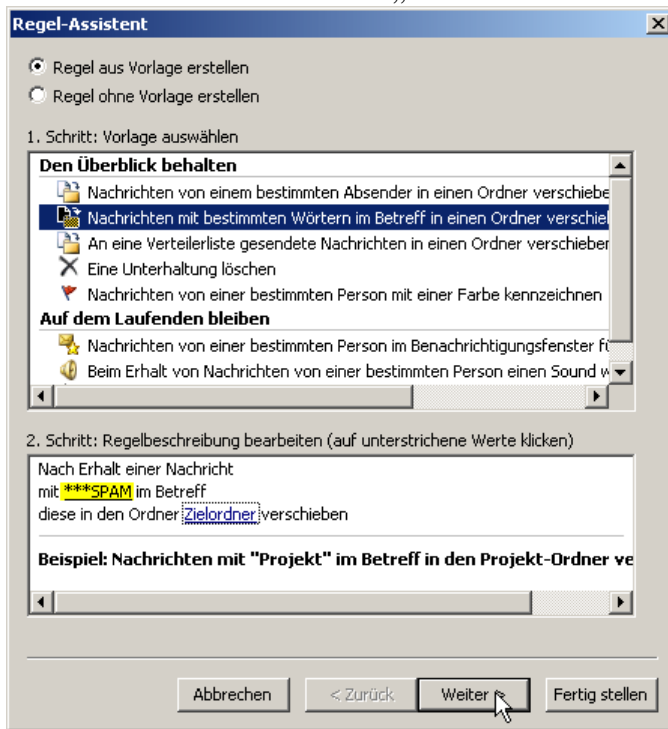 Regel-Assistent
Regel aus Vorlage erstellen
Regel ohne Vorlage erstellen
1. Schritt: Vorlage auswählen
Den Überblick behalten
Nachrichten von einem bestimmten Absender in einen Ordner verschiebe
Nachrichten mit bestimmten Wörtern im Betreff in einen Ordner verschie
An eine Verteilerliste gesendete Nachrichten in einen Ordner verschieben
Eine Unterhaltung löschen
Nachrichten von einer bestimmten Person mit einer Farbe kennzeichnen
Auf dem Laufenden bleiben
Nachrichten von einer bestimmten Person im Benachrichtigungsfenster
Beim Erhalt von Nachrichten von einer bestimmten Person einen Sound
2. Schritt: Regelbeschreibung bearbeiten (auf unterstrichene Werte klicken)
Nach Erhalt einer Nachricht
mit ***SPAM im Betreff
diese in den Ordner Zielordner verschieben
Beispiel: Nachrichten mit "Projekt" im Betreff in den Projekt-Ordner ve
Abbrechen
< Zurück
Weiter >
Fertig stellen